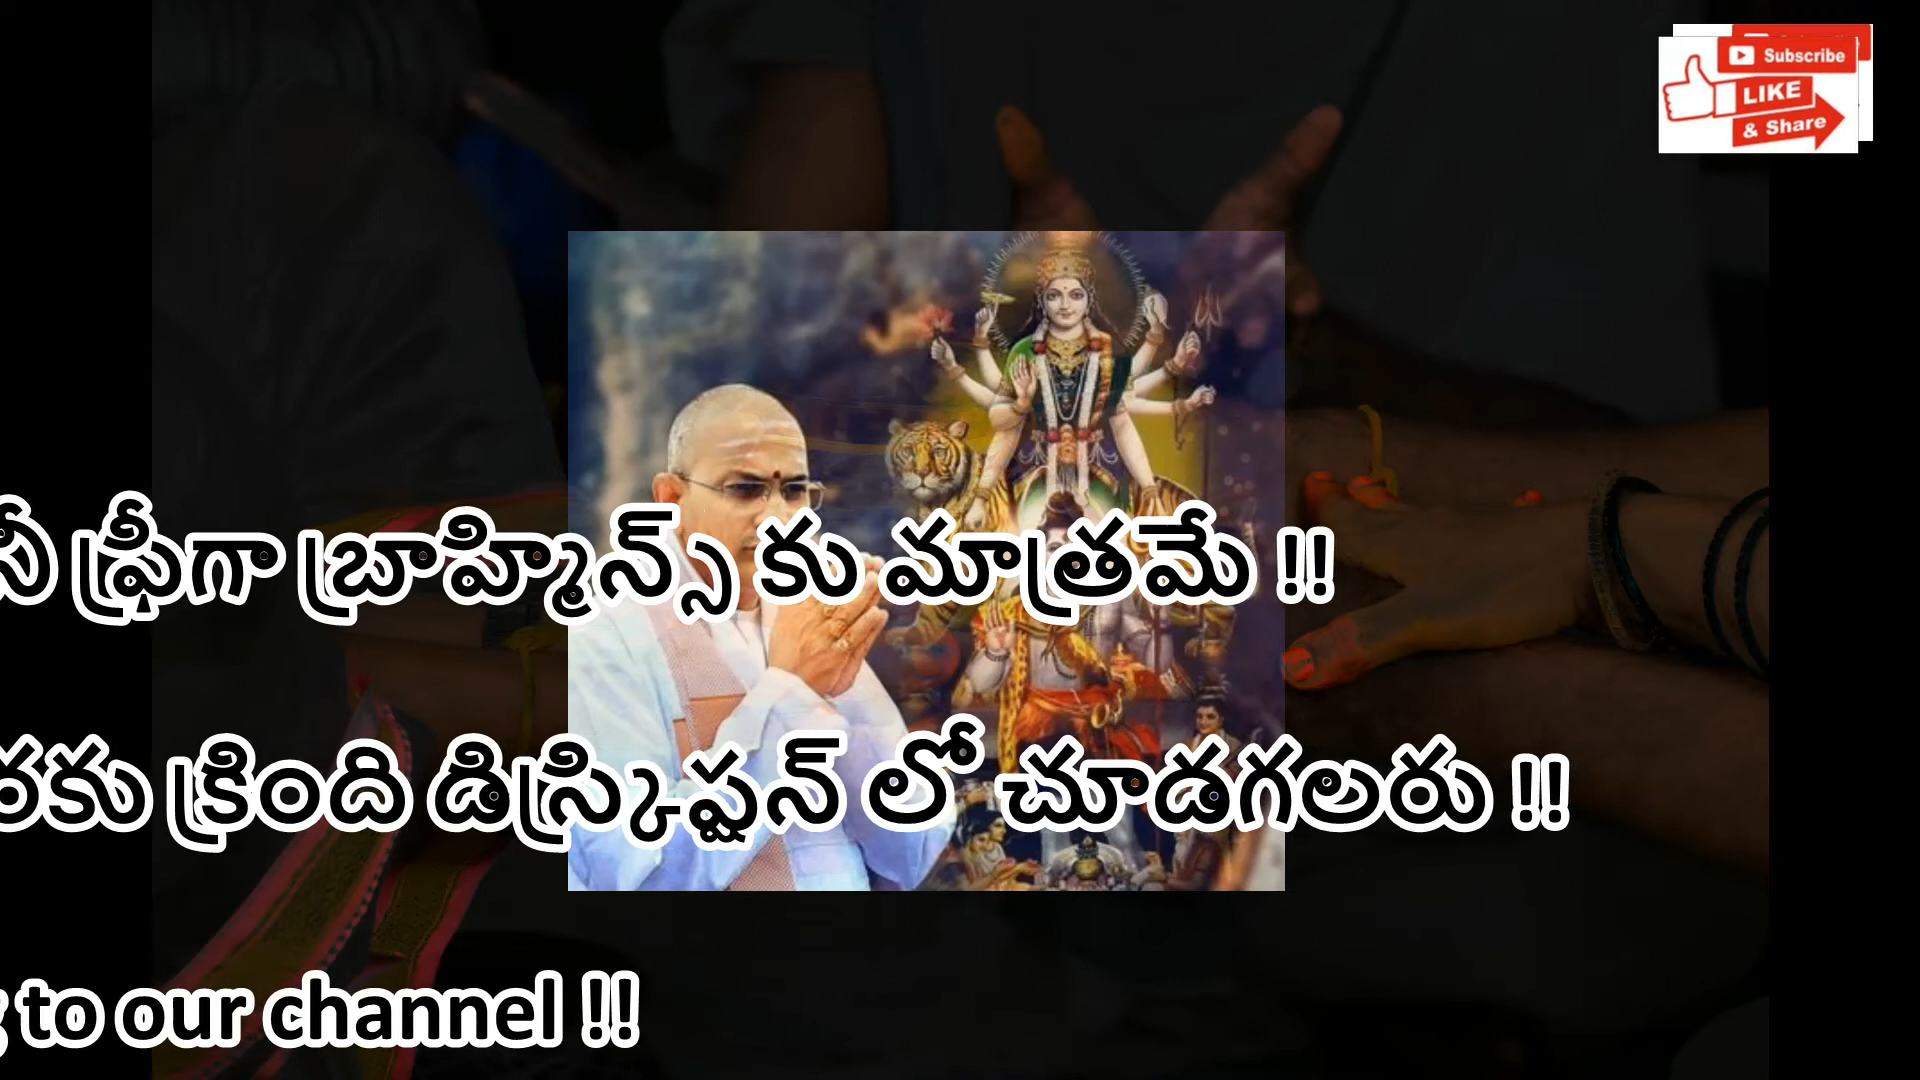 Subscribe
LIKE
& Share
ఫ్రీగా బ్రాహ్మిన్స్ కు మాత్రమే !!
క్రింది డిస్క్రిప్షన్ లో చూడగలరు !!
to our channel !!